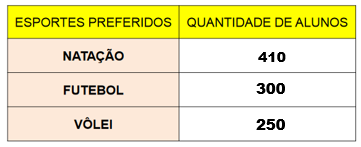 ESPORTES PREFERIDOS QUANTIDADE DE ALUNOS
NATAÇÃO 410
FUTEBOL 300
VÔLEI 250